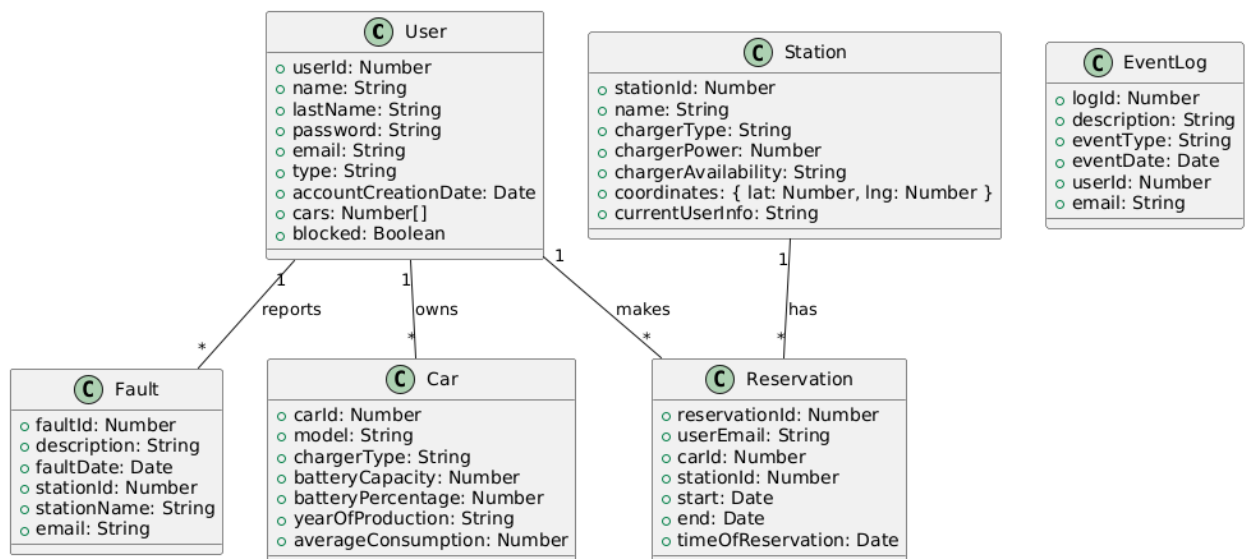 C User
userId: Number
name: String
lastName: String
password: String
email: String
type: String
accountCreationDate: Date
cars: Number[]
blocked: Boolean
C Station
stationId: Number
name: String
chargerType: String
chargerPower: Number
chargerAvailability: String
coordinates: { lat: Number, lng: Number }
currentUserInfo: String
C EventLog
logId: Number
description: String
eventType: String
eventDate: Date
userId: Number
email: String
1
reports
*
1
owns
*
1
makes
*
1
has
*
C Fault
faultId: Number
description: String
faultDate: Date
stationId: Number
stationName: String
email: String
C Car
carId: Number
model: String
chargerType: String
batteryCapacity: Number
batteryPercentage: Number
yearOfProduction: String
averageConsumption: Number
C Reservation
reservationId: Number
userEmail: String
carId: Number
stationId: Number
start: Date
end: Date
timeOfReservation: Date